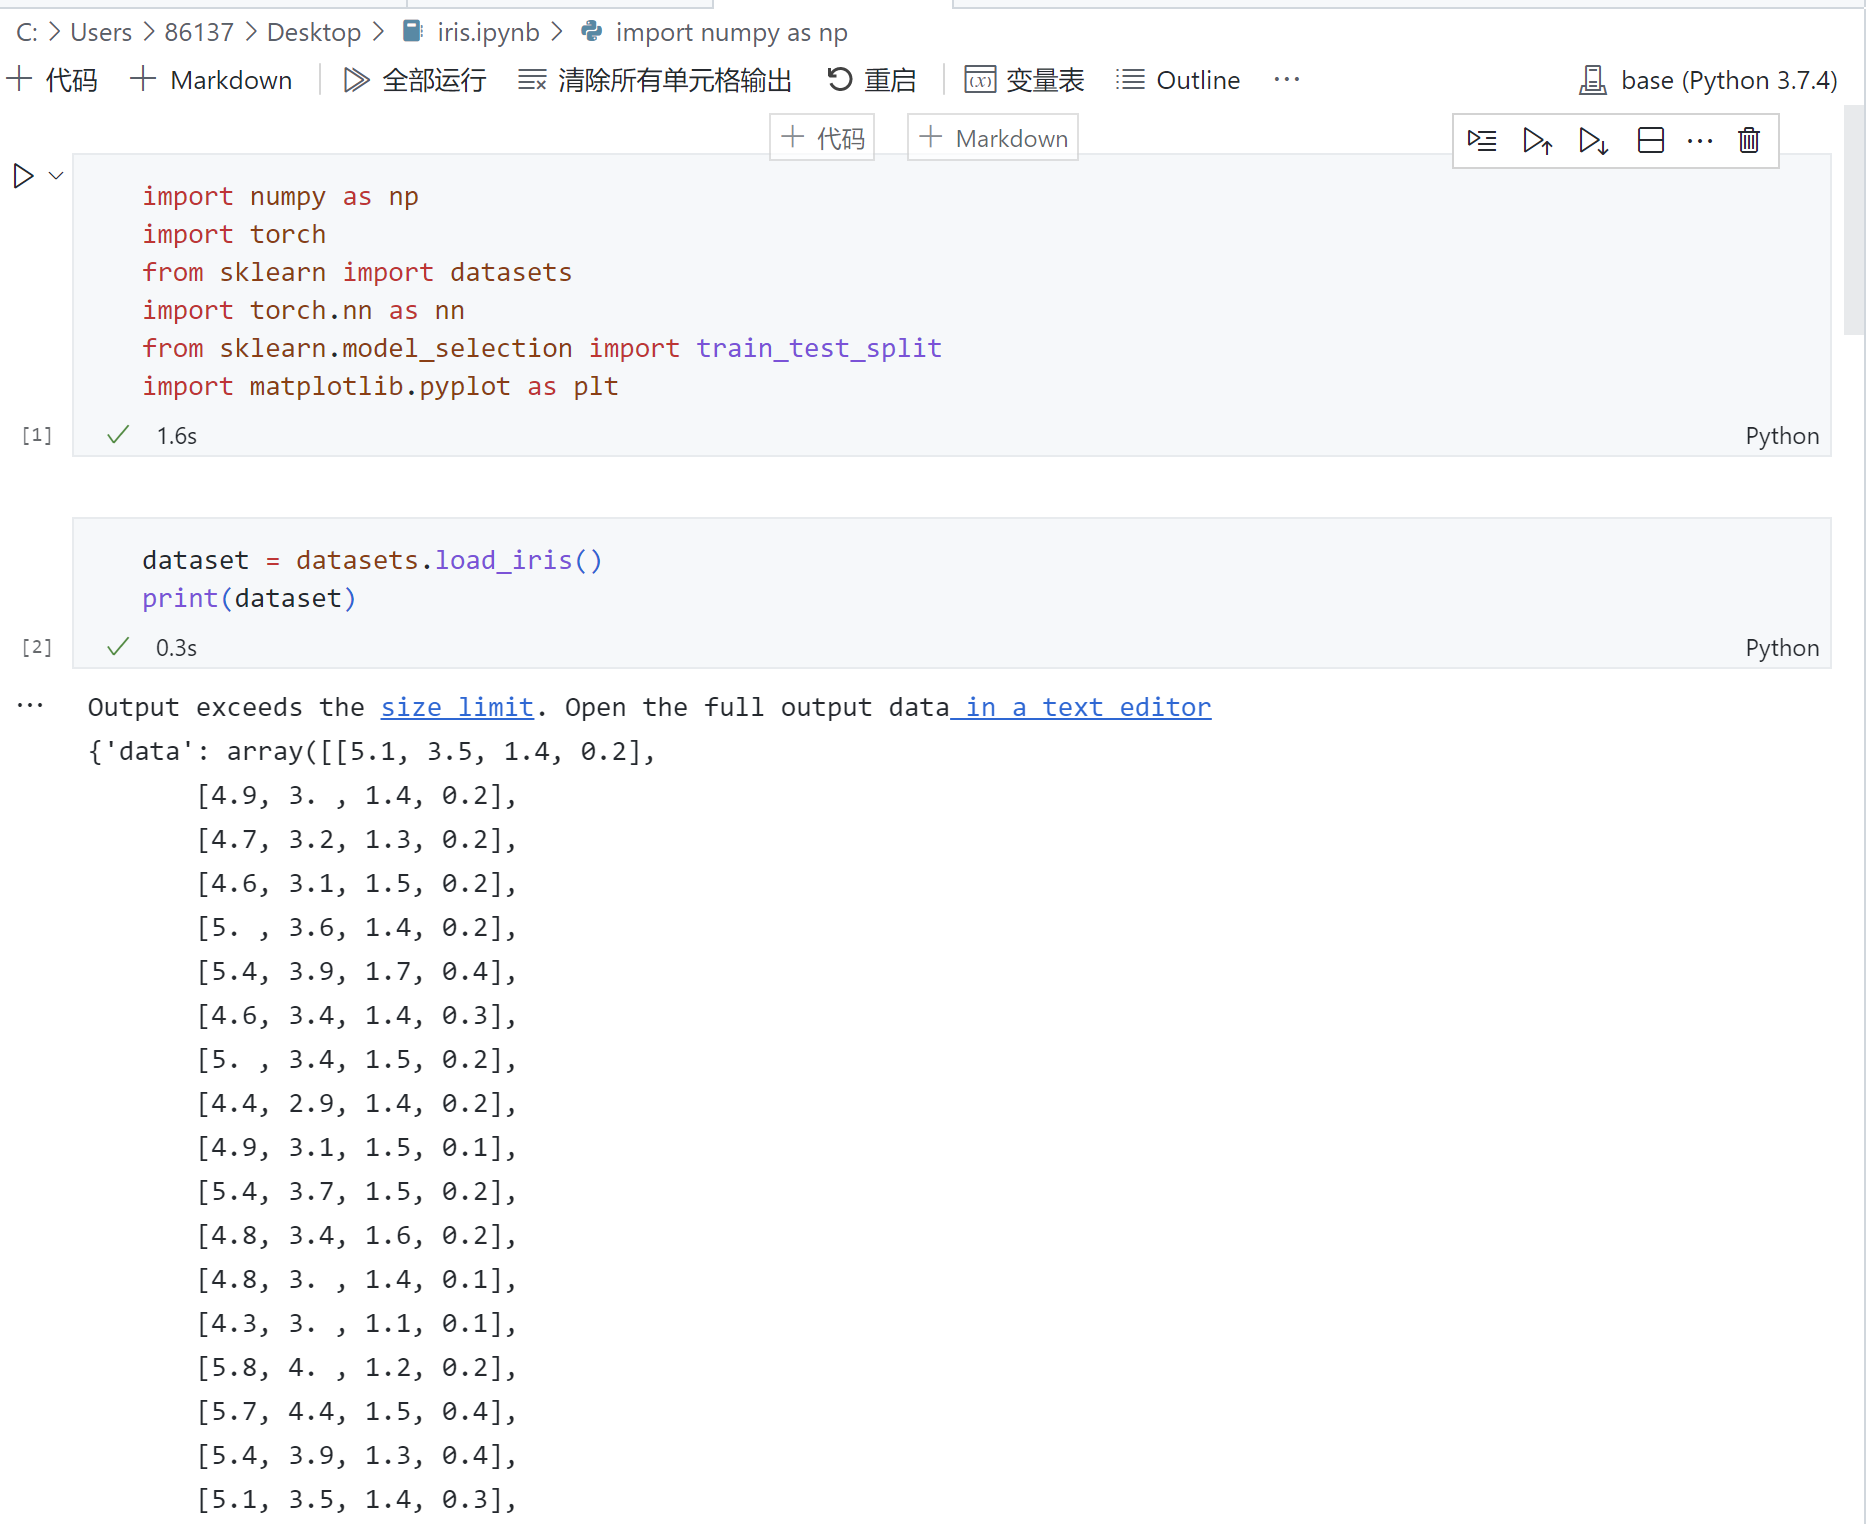 C: > Users > 86137 > Desktop > iris.ipynb > import numpy as np
代码 Markdown 全部运行 清除所有单元格输出 重启 变量表 Outline ... base (Python 3.7.4)
代码 Markdown
import numpy as np
import torch
from sklearn import datasets
import torch.nn as nn
from sklearn.model_selection import train_test_split
import matplotlib.pyplot as plt
[1] 1.6s Python
dataset = datasets.load_iris()
print(dataset)
[2] 0.3s Python
Output exceeds the size limit. Open the full output data in a text editor
{'data': array([[5.1, 3.5, 1.4, 0.2],
[4.9, 3. , 1.4, 0.2],
[4.7, 3.2, 1.3, 0.2],
[4.6, 3.1, 1.5, 0.2],
[5. , 3.6, 1.4, 0.2],
[5.4, 3.9, 1.7, 0.4],
[4.6, 3.4, 1.4, 0.3],
[5. , 3.4, 1.5, 0.2],
[4.4, 2.9, 1.4, 0.2],
[4.9, 3.1, 1.5, 0.1],
[5.4, 3.7, 1.5, 0.2],
[4.8, 3.4, 1.6, 0.2],
[4.8, 3. , 1.4, 0.1],
[4.3, 3. , 1.1, 0.1],
[5.8, 4. , 1.2, 0.2],
[5.7, 4.4, 1.5, 0.4],
[5.4, 3.9, 1.3, 0.4],
[5.1, 3.5, 1.4, 0.3],